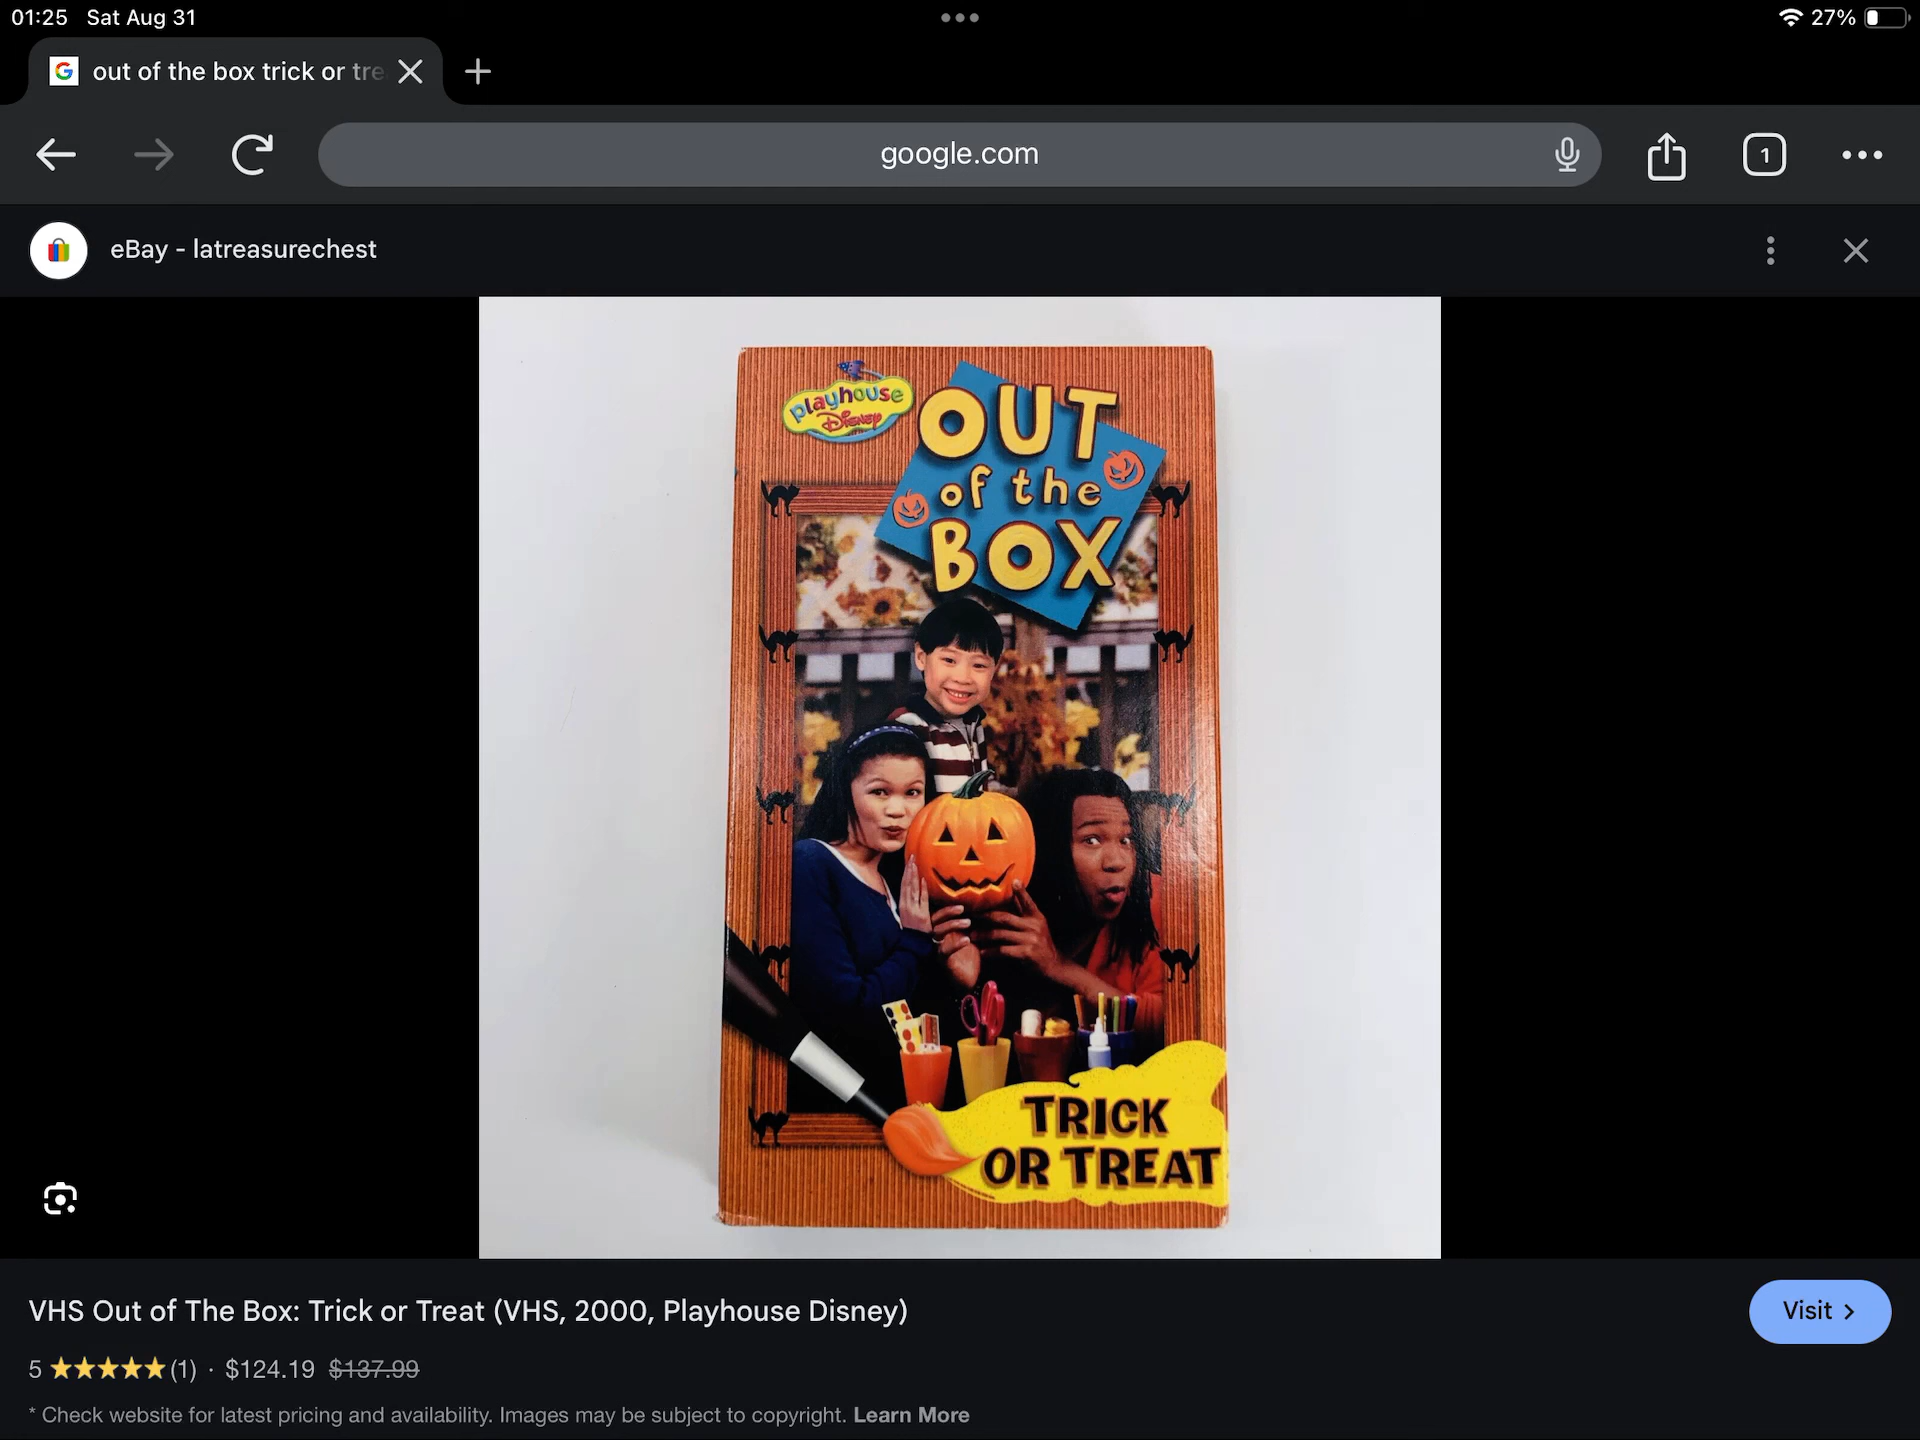 01:25 Sat Aug 31
27%
out of the box trick or tre
google.com
1
eBay - latreasurechest
playhouse
Disney
OUT
of the
BOX
TRICK
OR TREAT
VHS Out of The Box: Trick or Treat (VHS, 2000, Playhouse Disney)
Visit
5 ★★★★★ (1) · $124.19 $137.99
* Check website for latest pricing and availability. Images may be subject to copyright. Learn More